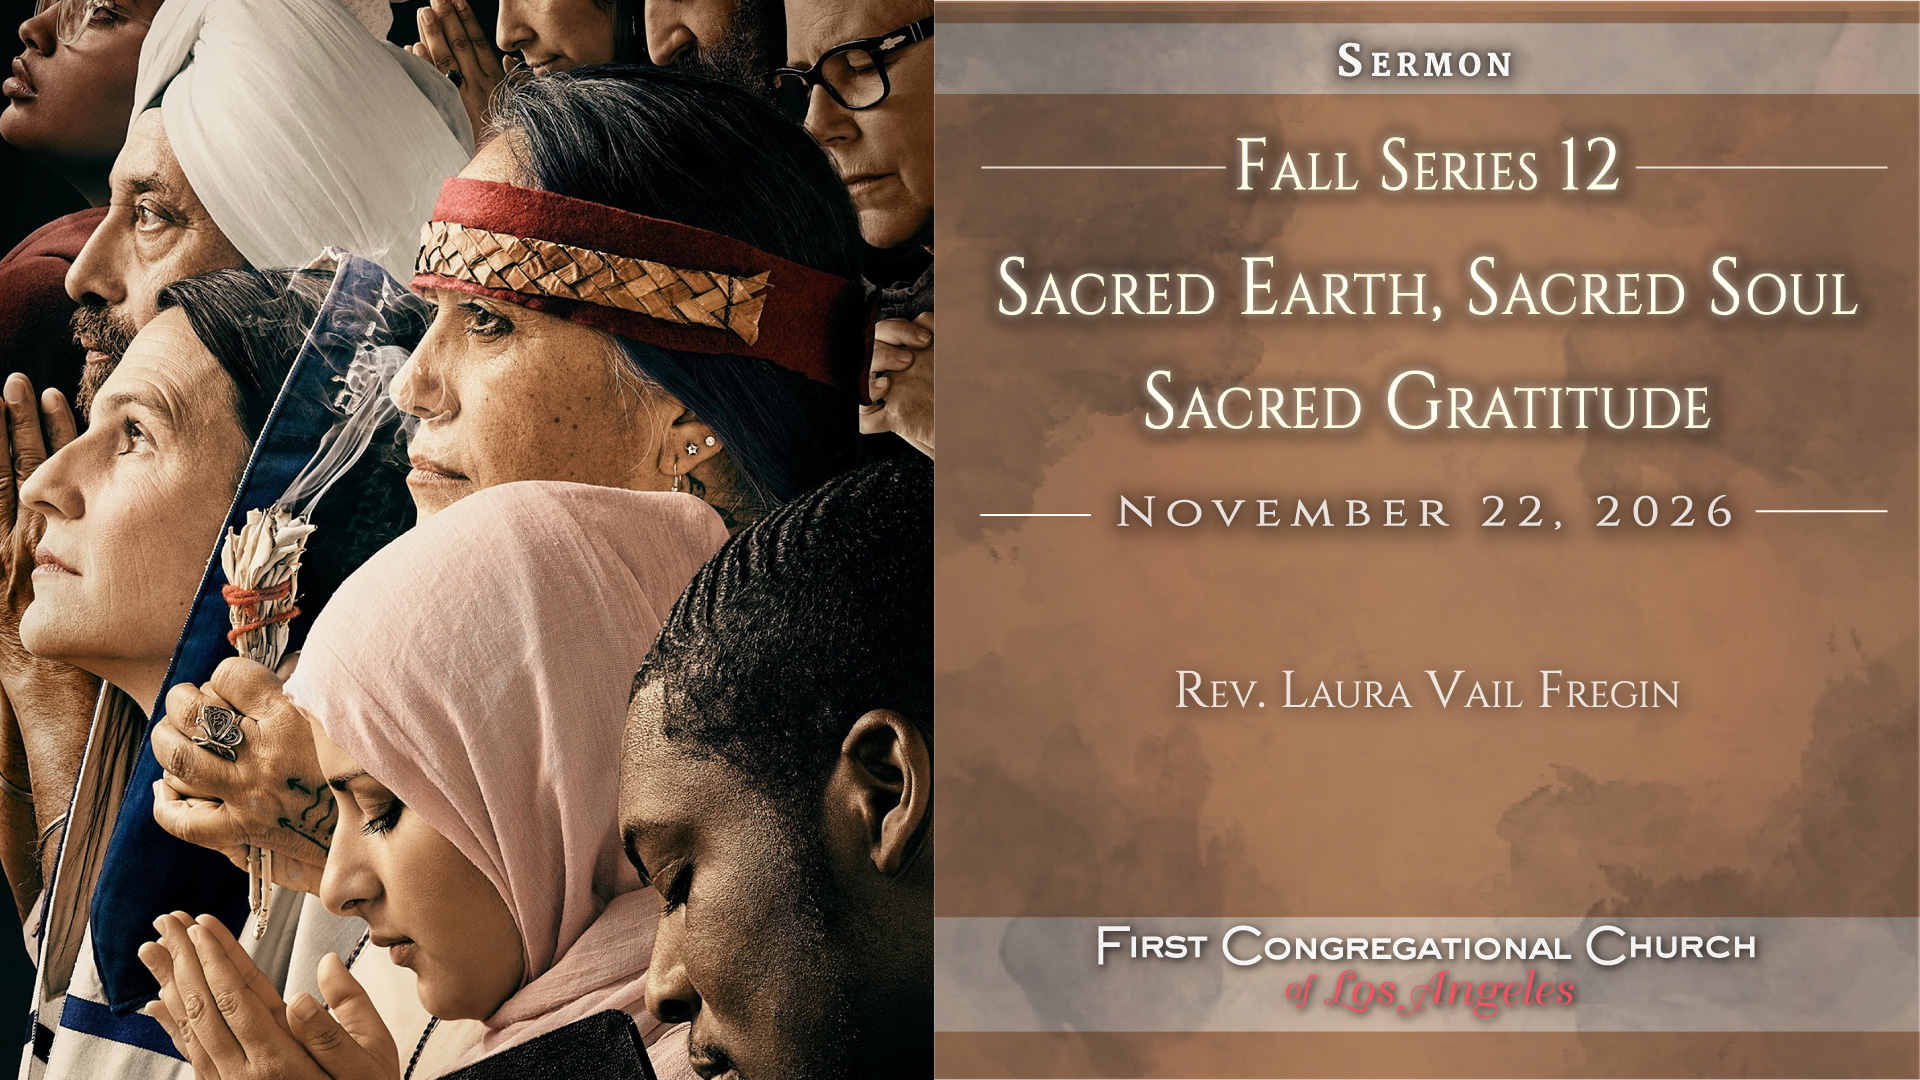 Sermon
Fall Series 12
Sacred Earth, Sacred Soul
Sacred Gratitude
November 22, 2026
Rev. Laura Vail Fregin
First Congregational Church
of Los Angeles